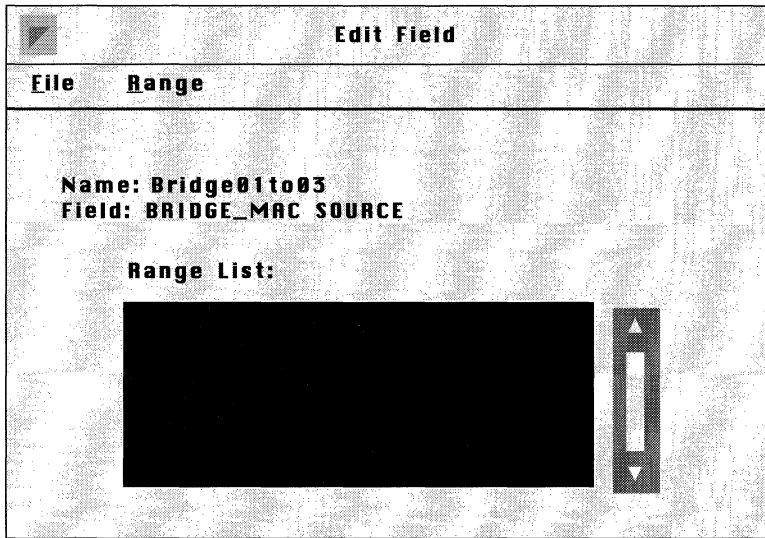 Edit Field
File Range
Name: Bridge01to03
Field: BRIDGE_MAC SOURCE
Range List: